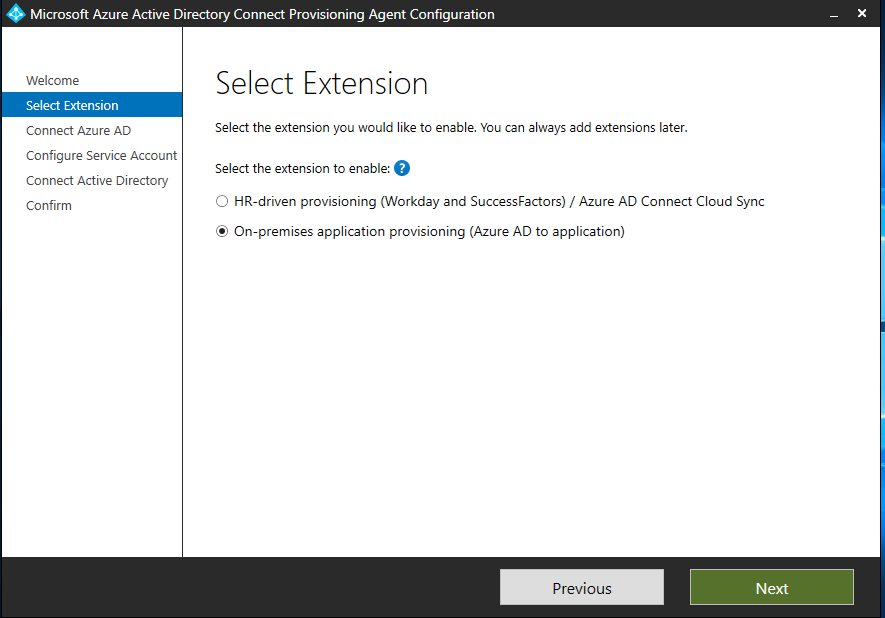 Microsoft Azure Active Directory Connect Provisioning Agent Configuration
Welcome
Select Extension
Connect Azure AD
Configure Service Account
Connect Active Directory
Confirm
Select Extension
Select the extension you would like to enable. You can always add extensions later.
Select the extension to enable: ?
HR-driven provisioning (Workday and SuccessFactors) / Azure AD Connect Cloud Sync
On-premises application provisioning (Azure AD to application)
Previous
Next